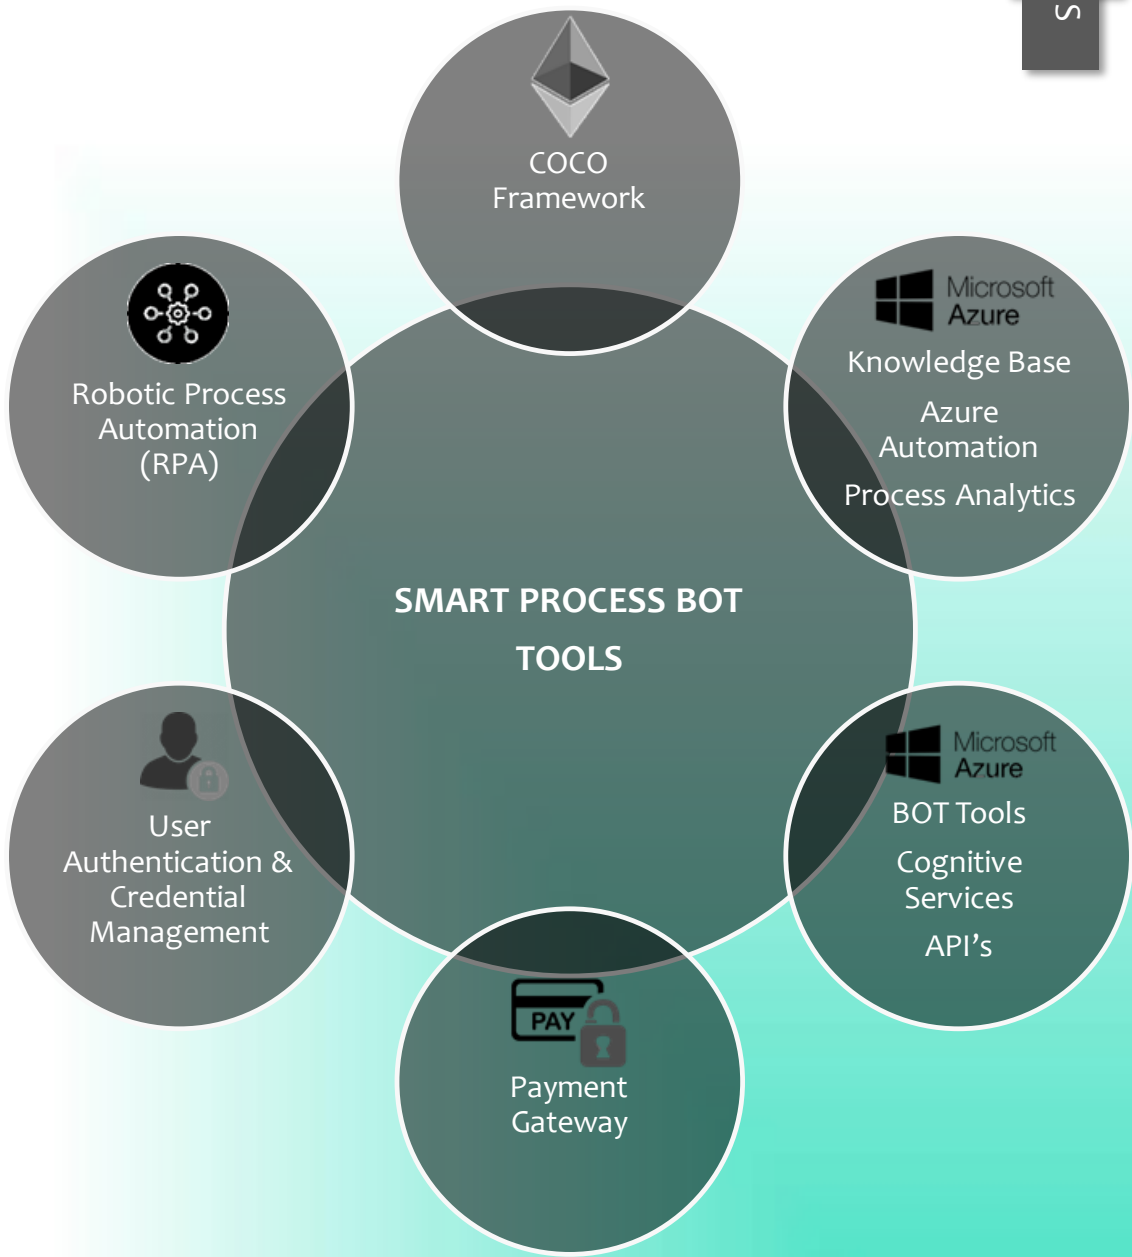 S
COCO
Framework
Microsoft
Azure
Knowledge Base
Azure
Automation
Process Analytics
Robotic Process
Automation
(RPA)
SMART PROCESS BOT
TOOLS
Microsoft
Azure
BOT Tools
Cognitive
Services
API’s
User
Authentication &
Credential
Management
PAY
Payment
Gateway